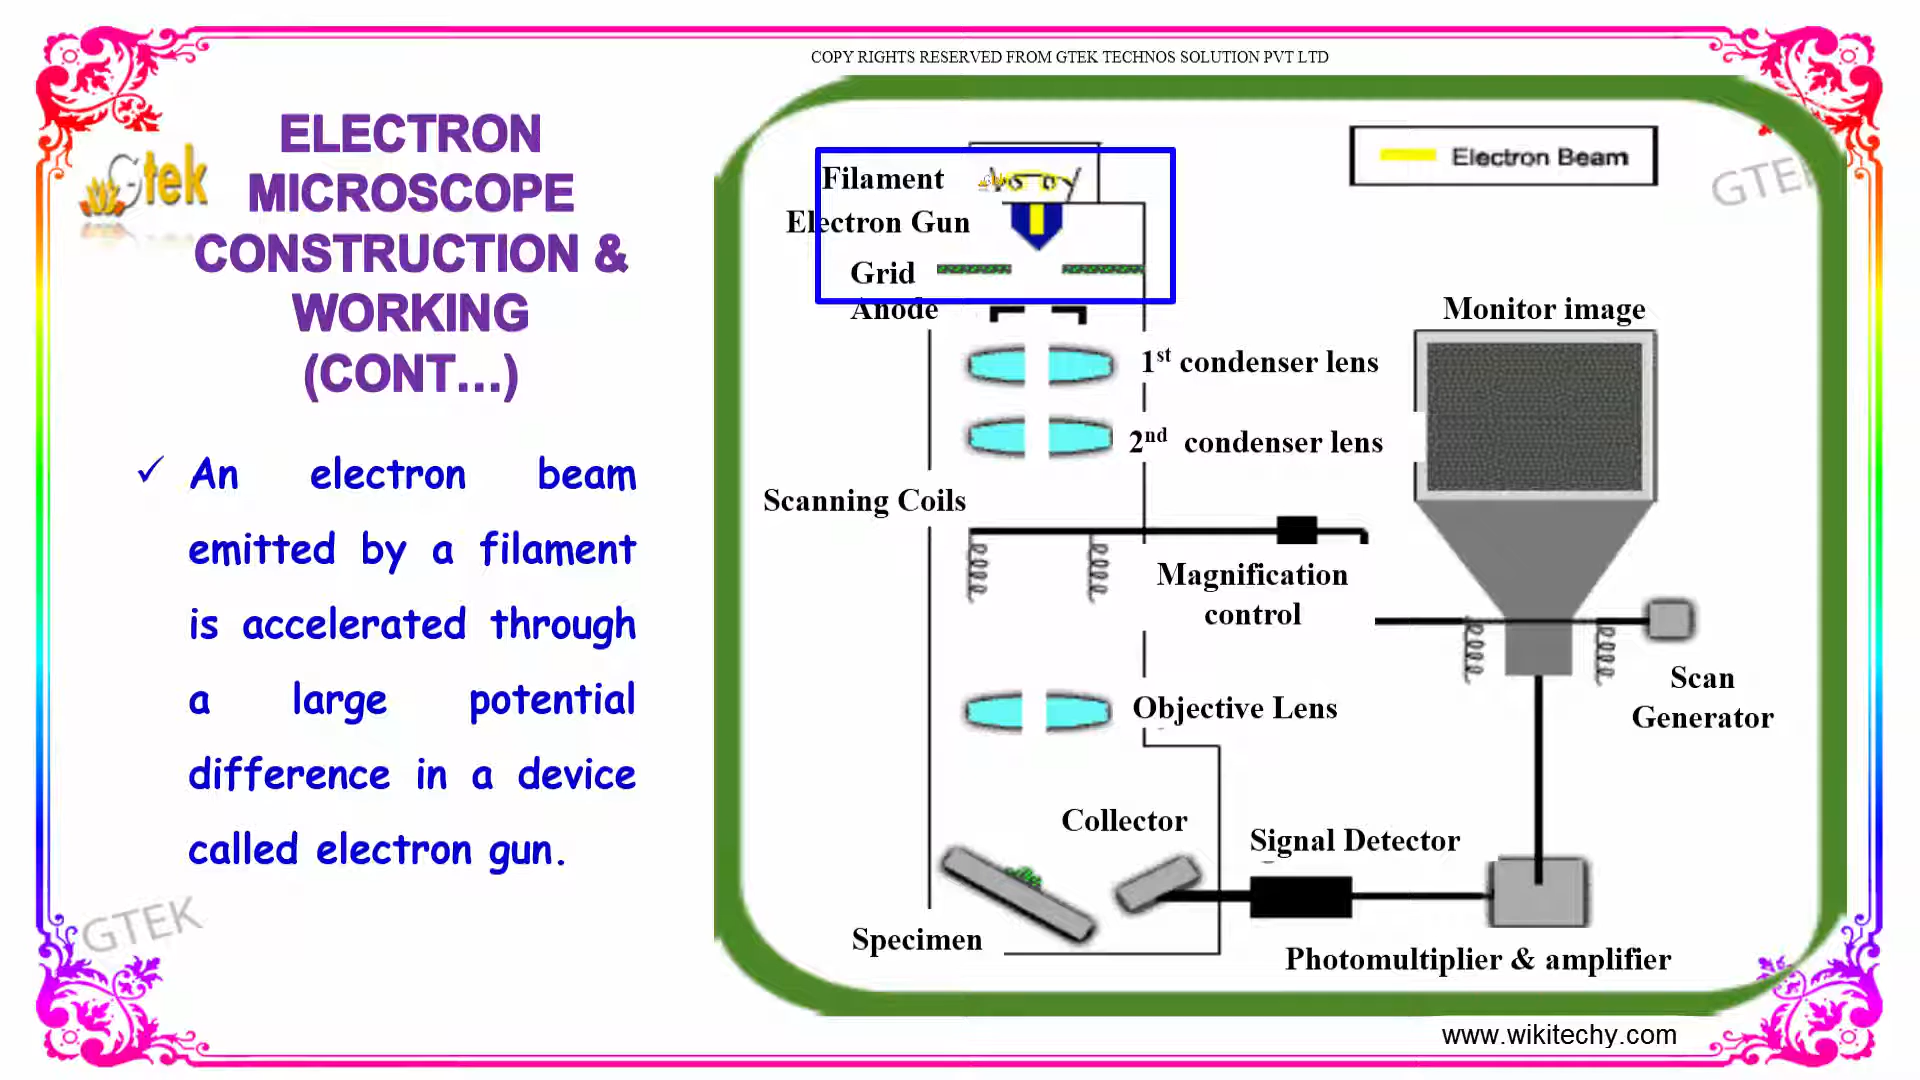 COPY RIGHTS RESERVED FROM GTEK TECHNOS SOLUTION PVT LTD
Gtek
ELECTRON
MICROSCOPE
CONSTRUCTION &
WORKING
(CONT...)
✓ An electron beam
emitted by a filament
is accelerated through
a large potential
difference in a device
called electron gun.
GTEK
Electron Beam
GTEK
Filament
Electron Gun
Grid
Anode
1st condenser lens
2nd condenser lens
Monitor image
Scanning Coils
Magnification
control
Scan
Generator
Objective Lens
Collector
Signal Detector
Specimen
Photomultiplier & amplifier
www.wikitechy.com